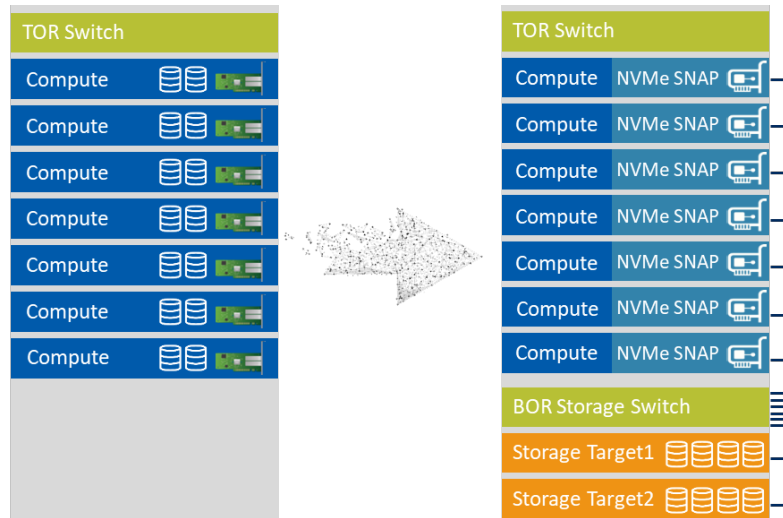 TOR Switch
Compute
Compute
Compute
Compute
Compute
Compute
Compute
TOR Switch
Compute NVMe SNAP
Compute NVMe SNAP
Compute NVMe SNAP
Compute NVMe SNAP
Compute NVMe SNAP
Compute NVMe SNAP
Compute NVMe SNAP
BOR Storage Switch
Storage Target1
Storage Target2